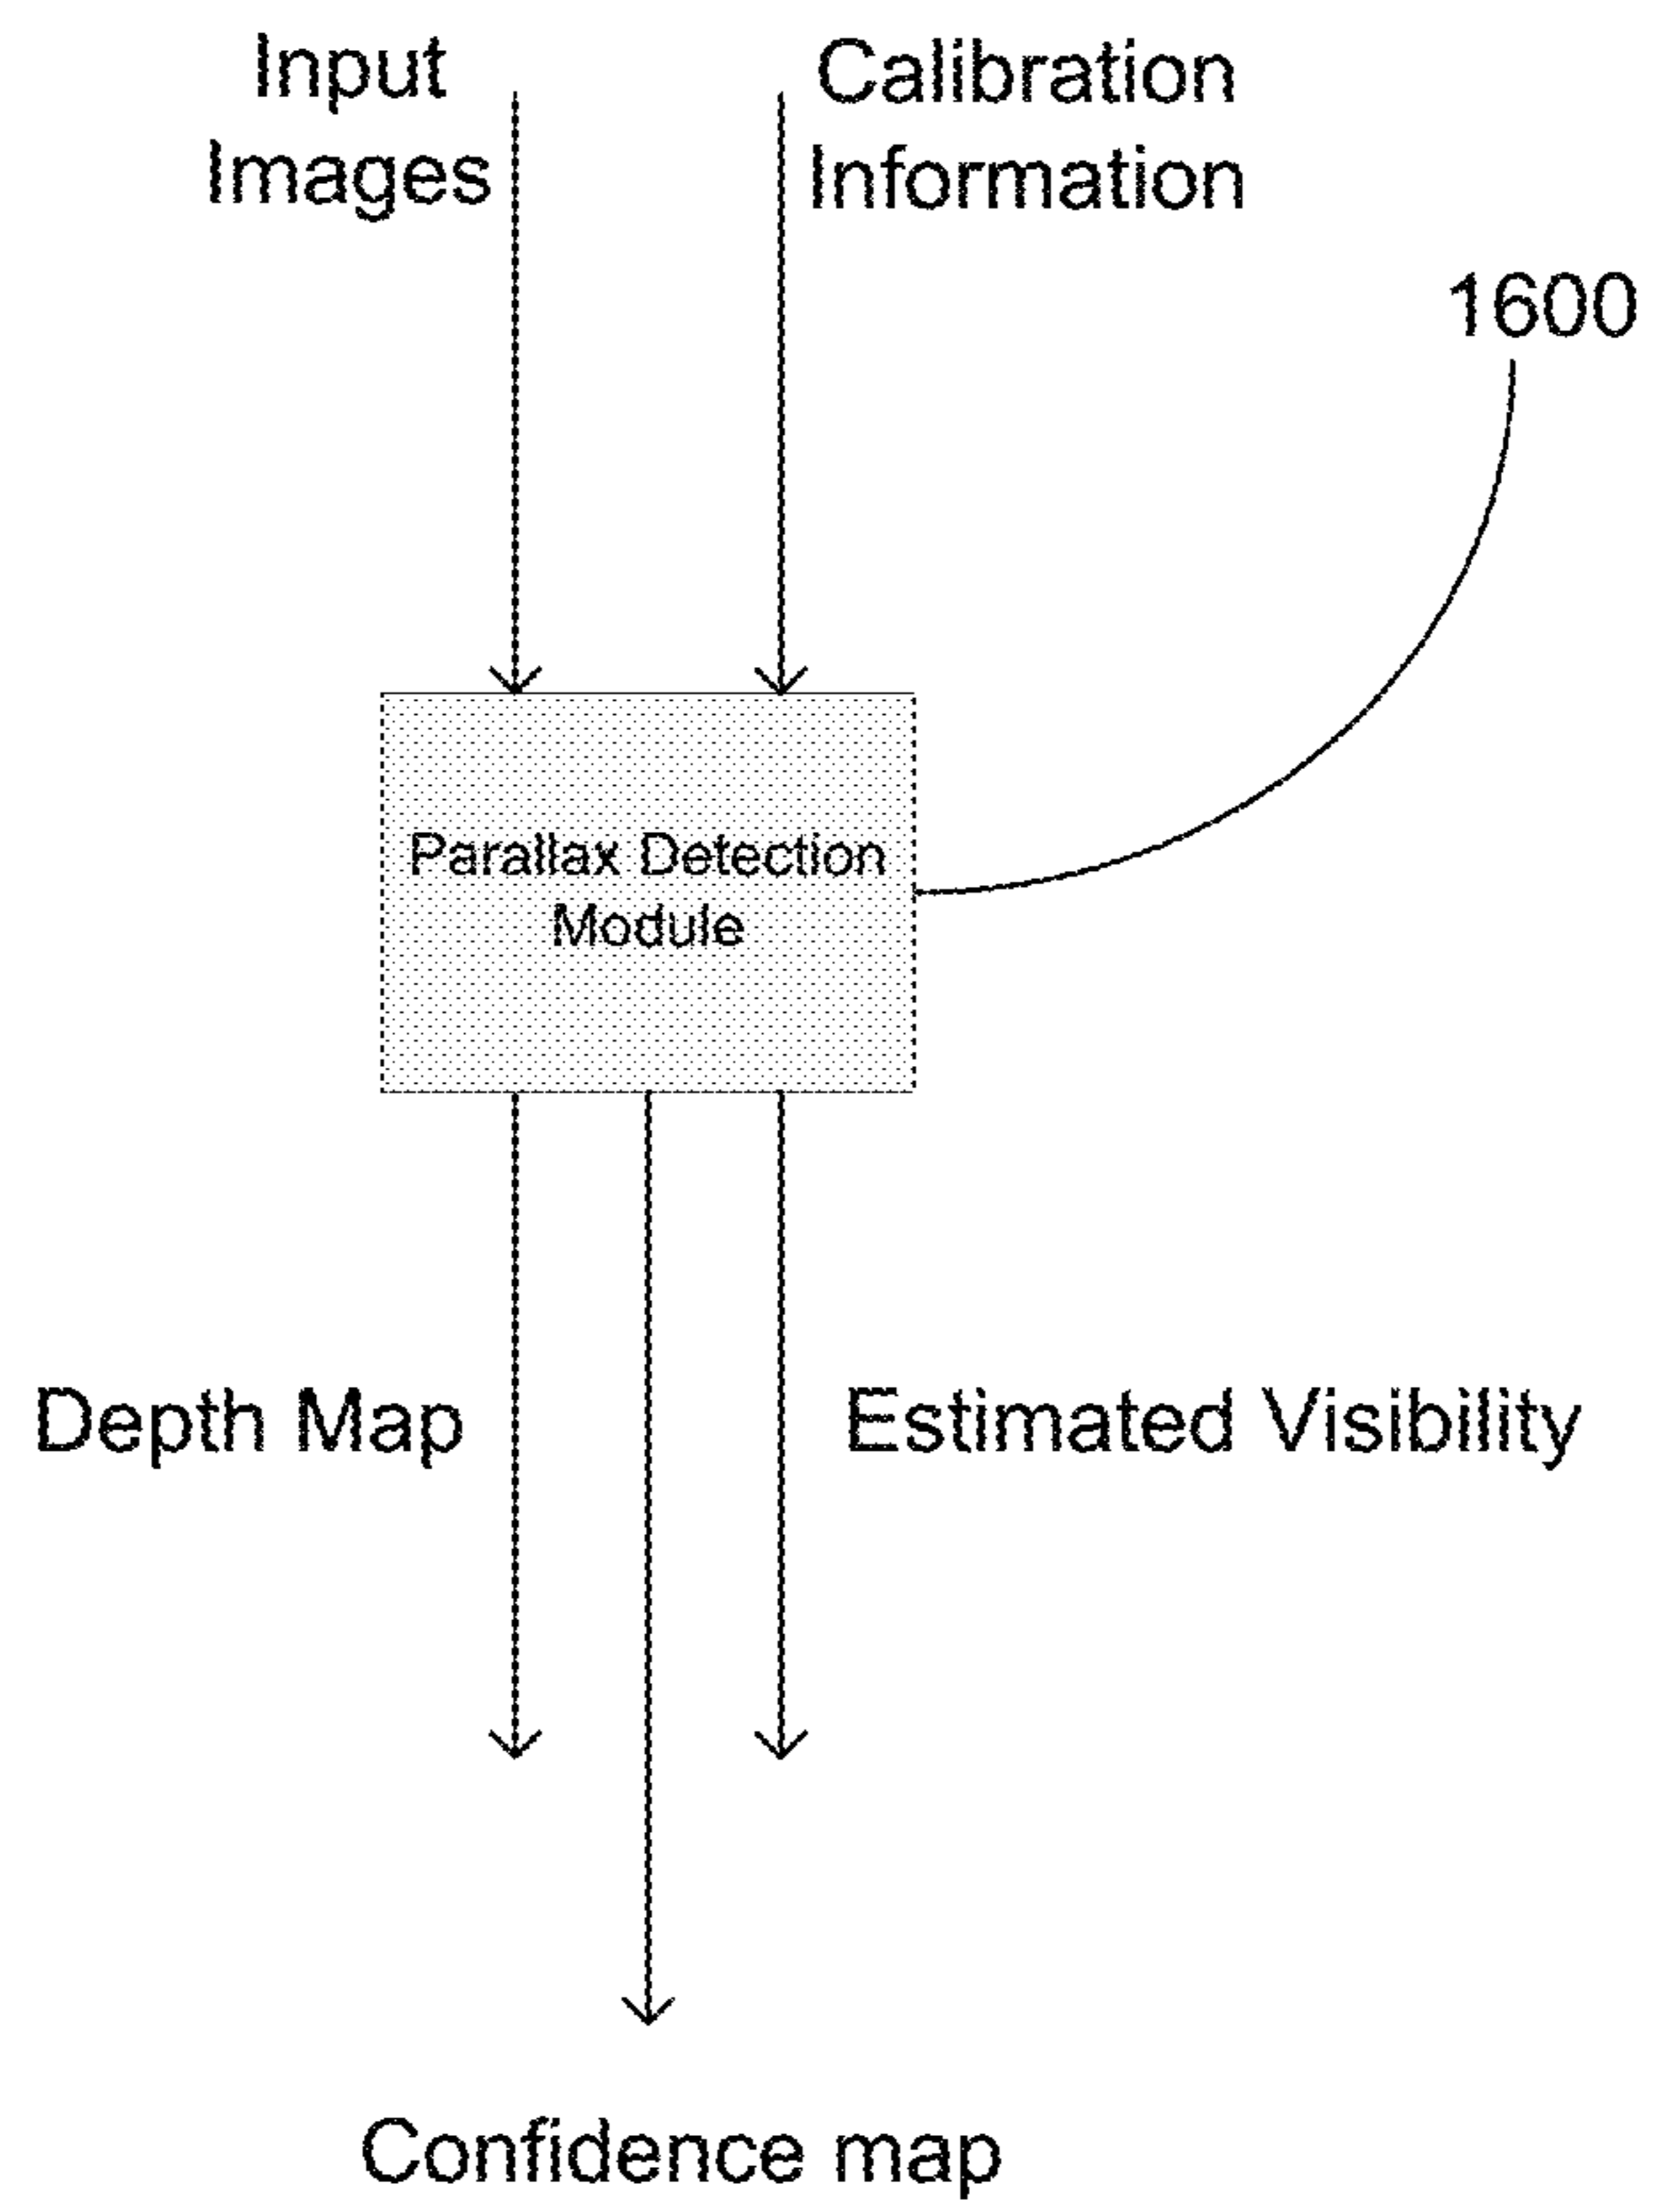 Input
Images
Calibration
Information
1600
Parallax Detection
Module
Depth Map
Estimated Visibility
Confidence map